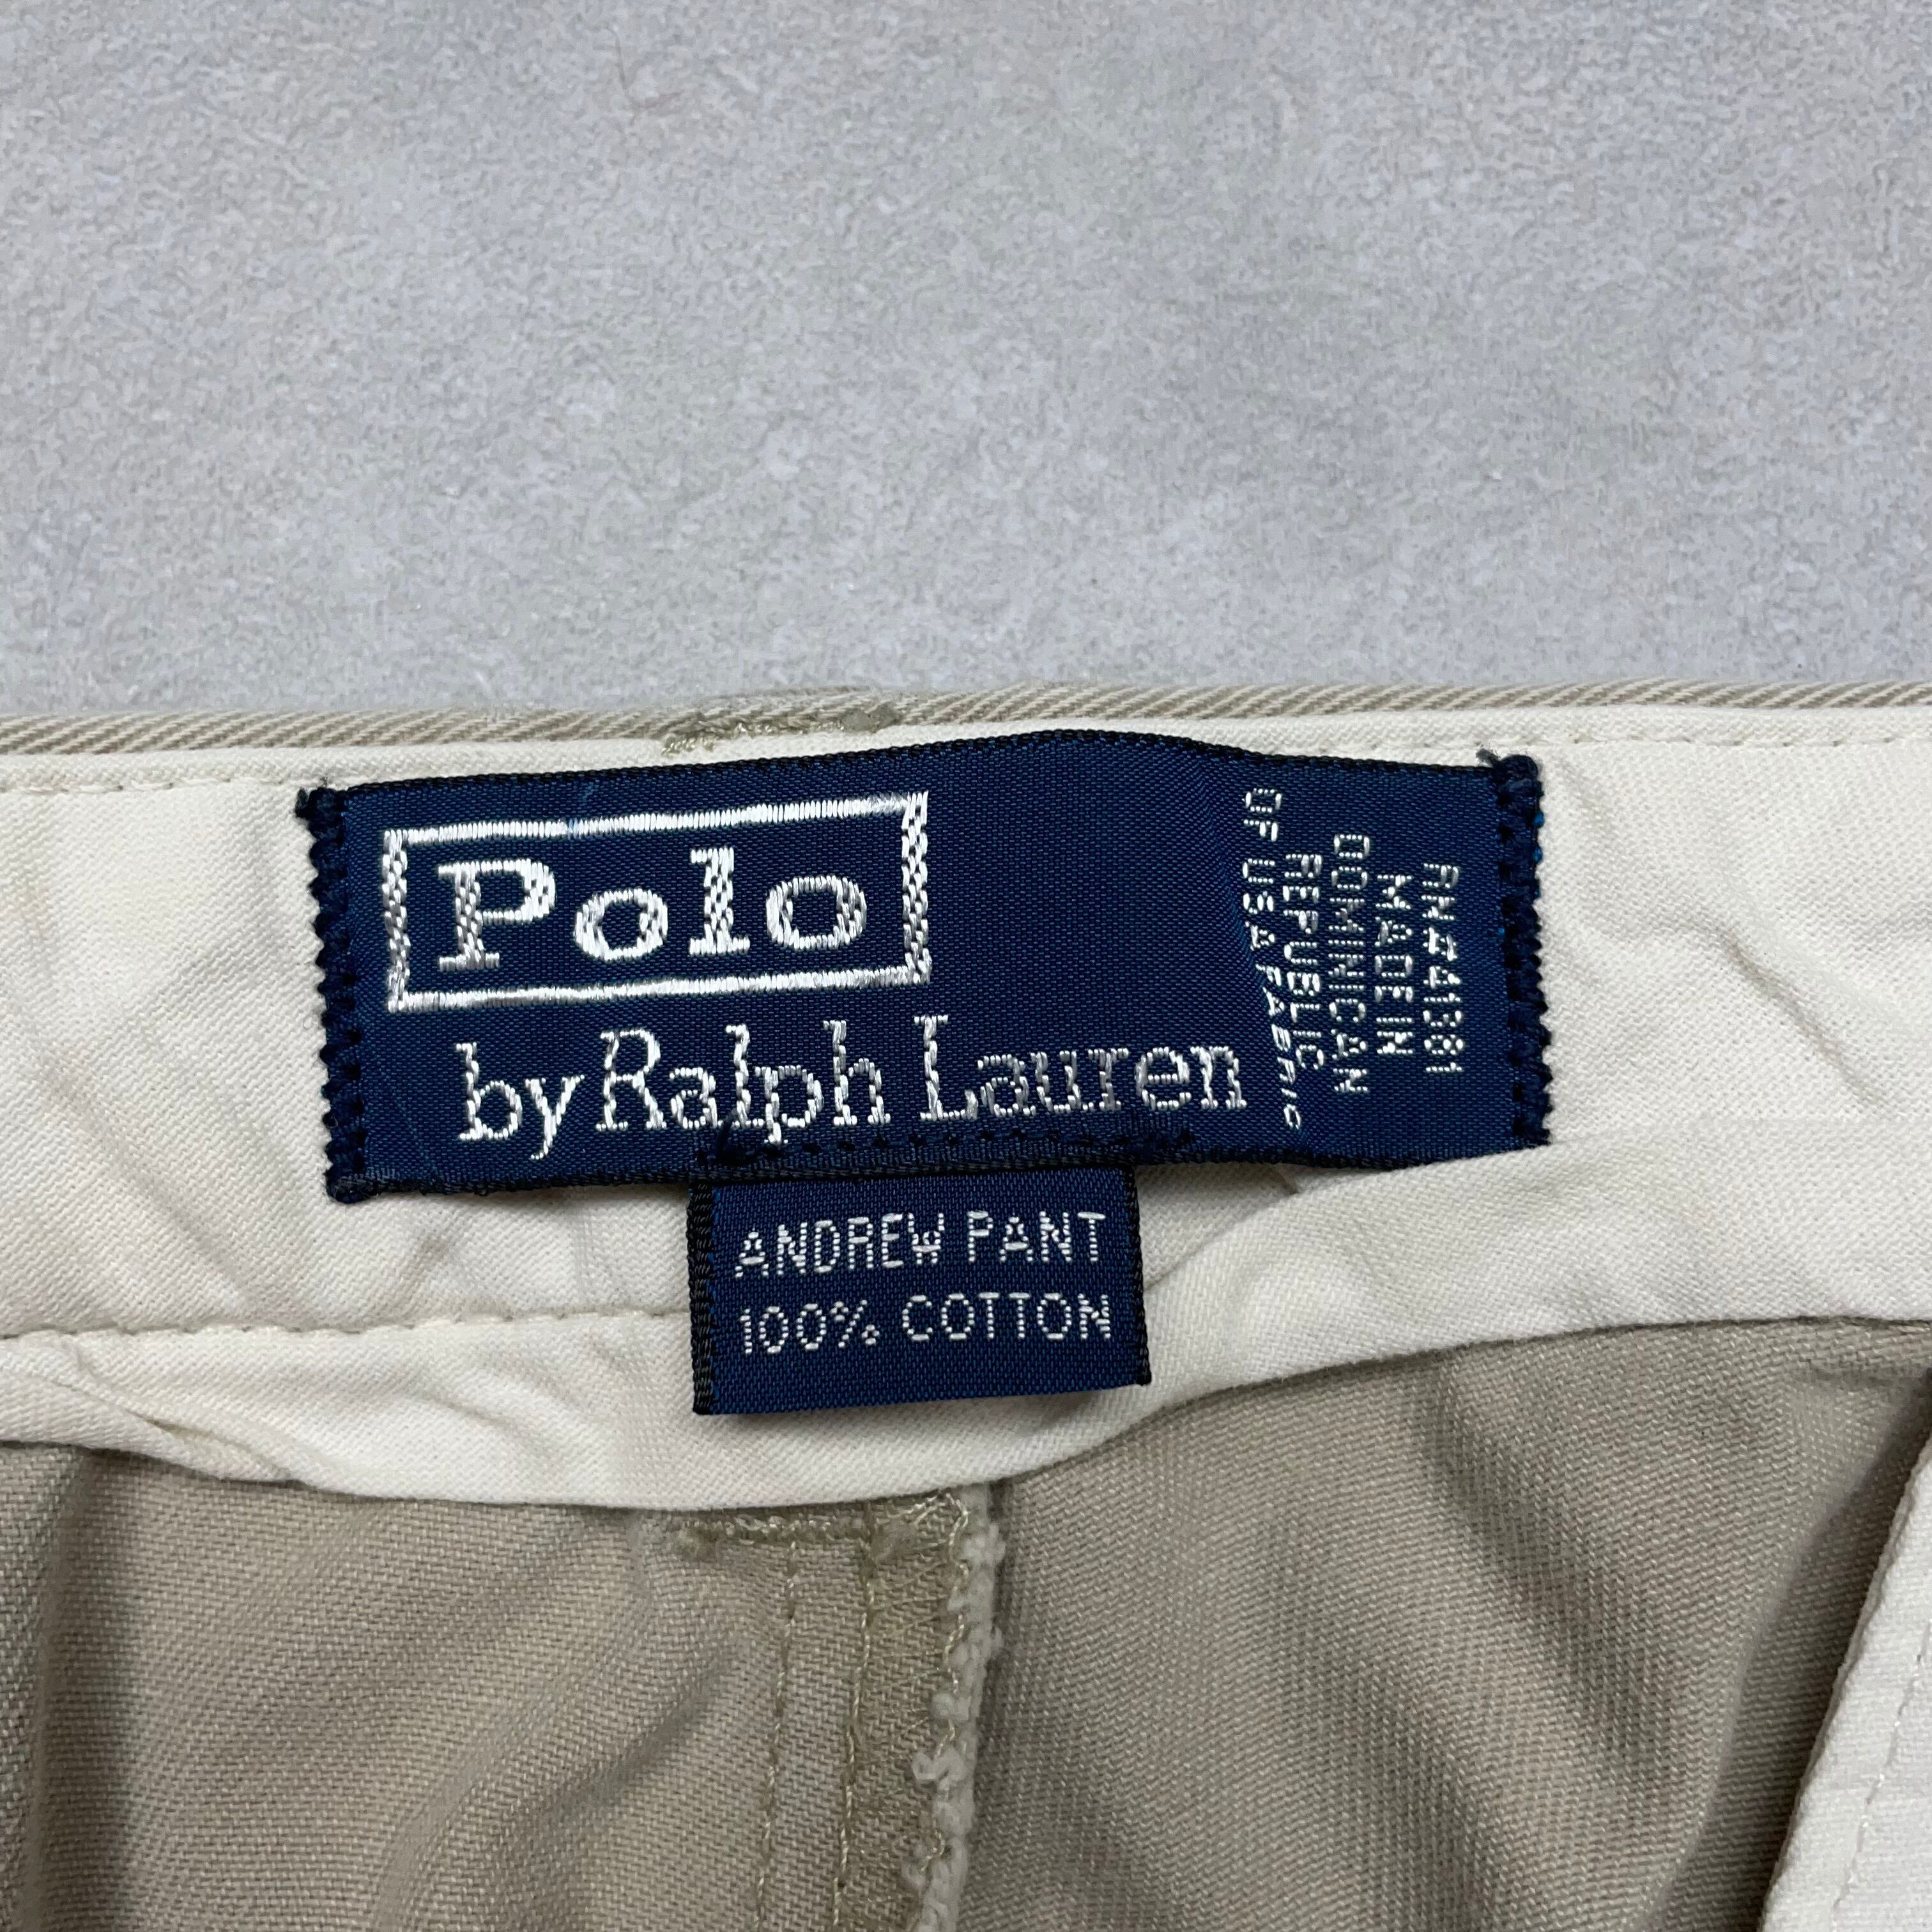 Polo
by Ralph Lauren
RN#41381
MADE IN
DOMINICAN
REPUBLIC
OF USA FABRIC
ANDREW PANT
100% COTTON